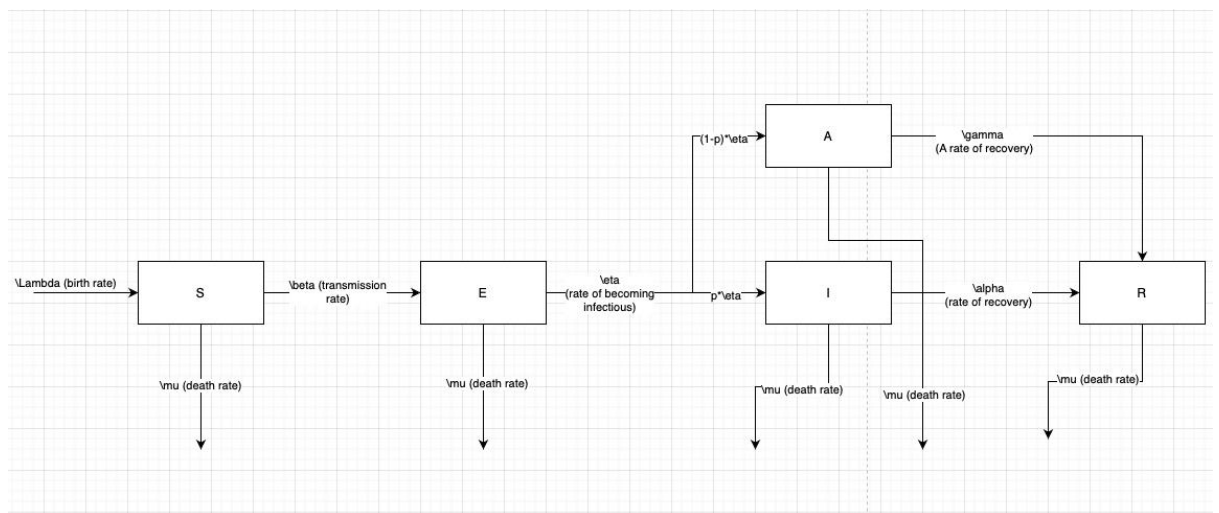 A
(1-p)*\eta
\gamma
(A rate of recovery)
\Lambda (birth rate)
S
\beta (transmission
rate)
E
\eta
(rate of becoming
infectious)
p*\eta
I
\alpha
(rate of recovery)
R
\mu (death rate)
\mu (death rate)
\mu (death rate)
\mu (death rate)
\mu (death rate)